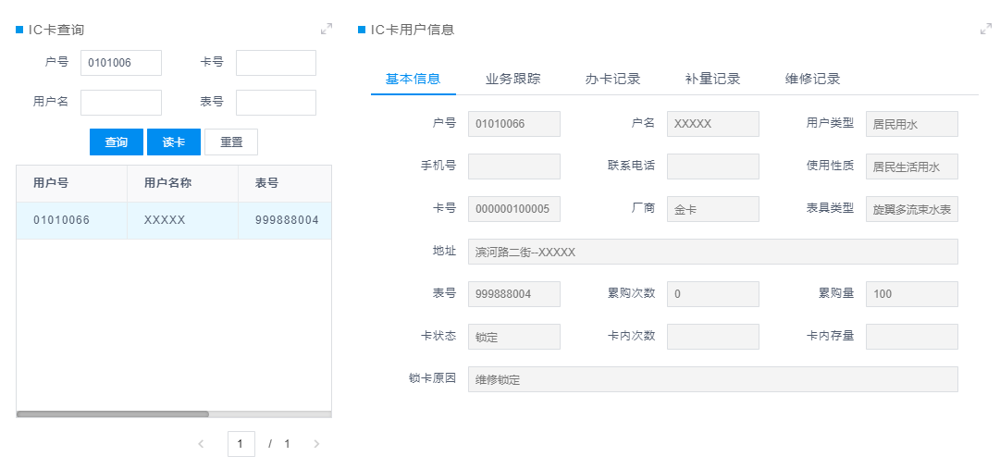 IC卡查询
户号 0101006 卡号
用户名 表号
查询 读卡 重置
用户号 用户名称 表号
01010066 XXXXX 999888004
1 / 1
IC卡用户信息
基本信息 业务跟踪 办卡记录 补量记录 维修记录
户号 01010066 户名 XXXXX 用户类型 居民用水
手机号 联系电话 使用性质 居民生活用水
卡号 000000100005 厂商 金卡 表具类型 旋翼多流束水表
地址 滨河路二街--XXXXX
表号 999888004 累购次数 0 累购量 100
卡状态 锁定 卡内次数 卡内存量
锁卡原因 维修锁定